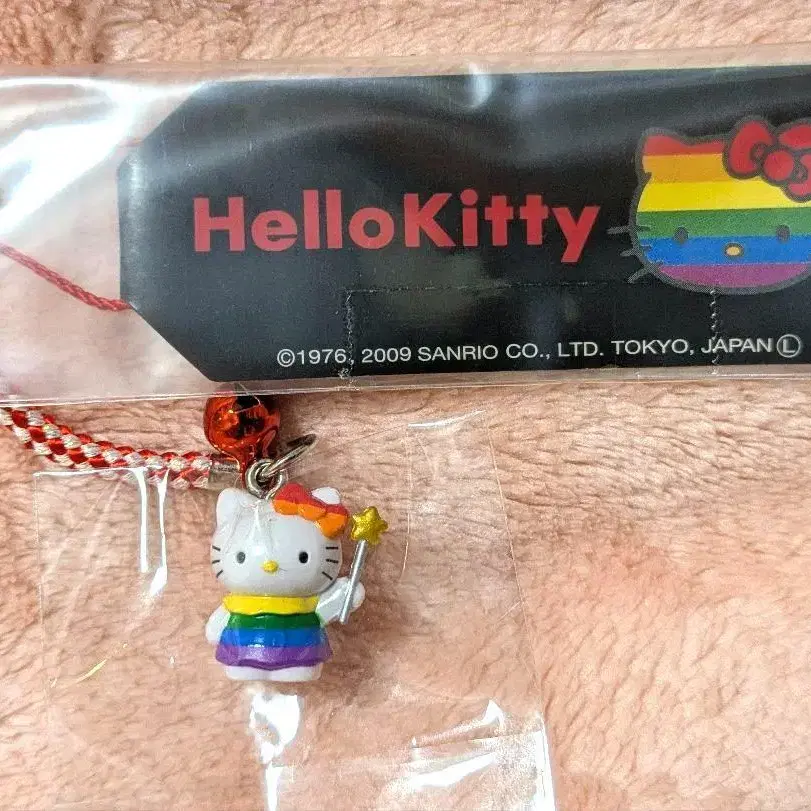 HelloKitty
©1976, 2009 SANRIO CO., LTD. TOKYO, JAPAN Ⓛ